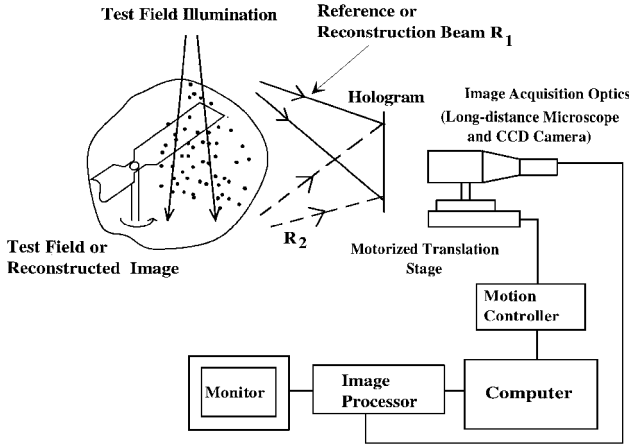 Test Field Illumination
Reference or
Reconstruction Beam R1
Hologram
Image Acquisition Optics
(Long-distance Microscope
and CCD Camera)
R2
Test Field or
Reconstructed Image
Motorized Translation
Stage
Motion
Controller
Monitor
Image
Processor
Computer